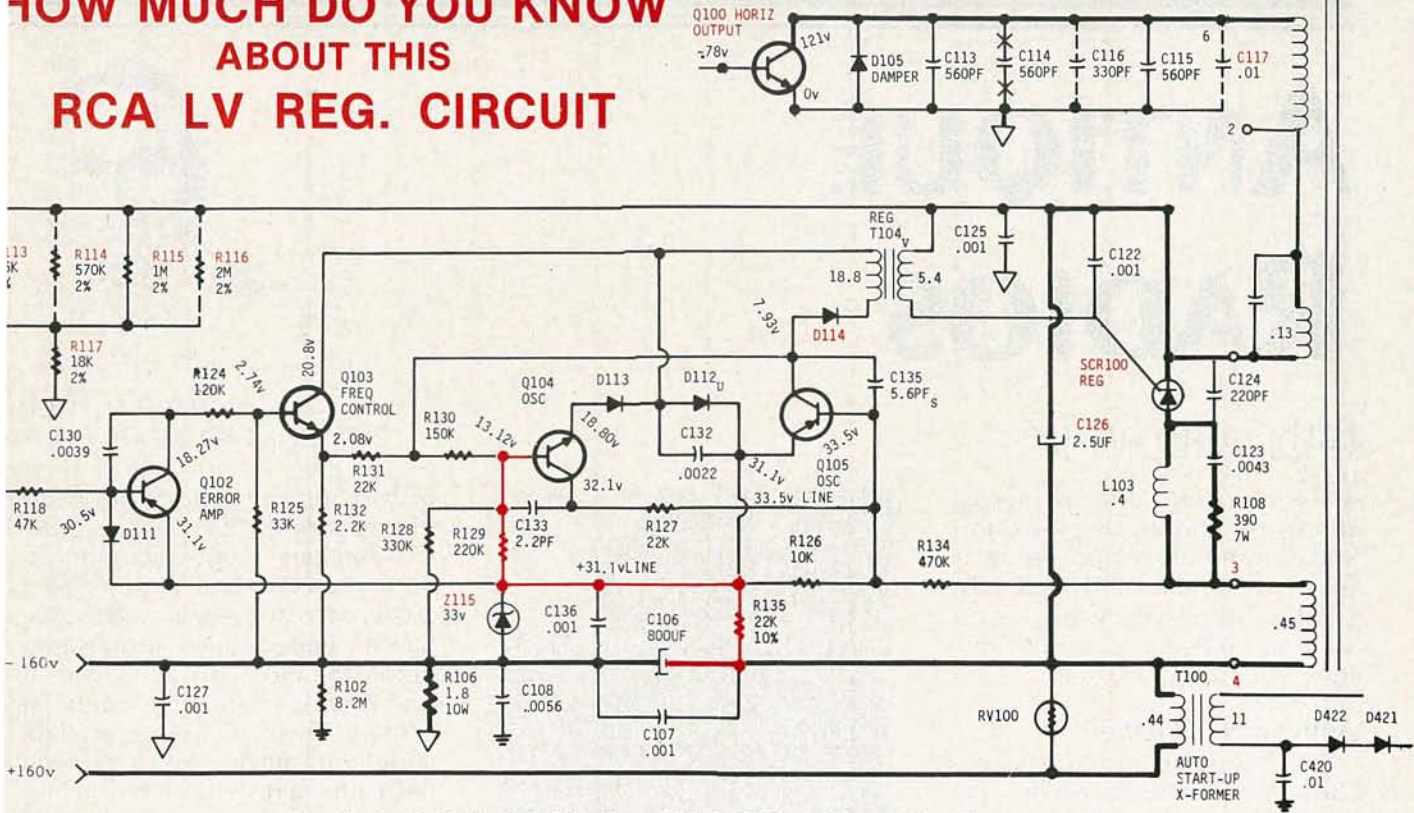 HOW MUCH DO YOU KNOW
ABOUT THIS
RCA LV REG. CIRCUIT
Q100 HORIZ
OUTPUT
-78v
121v
0v
D105
DAMPER
C113
560PF
C114
560PF
C116
330PF
C115
560PF
6
C117
.01
2
R114
570K
2%
R115
1M
2%
R116
2M
2%
R117
18K
2%
R124
120K
2.74v
20.8v
Q103
FREQ
CONTROL
2.08v
C130
.0039
18.27v
Q102
ERROR
AMP
R118
47K
30.5v
D111
31.1v
R125
33K
R132
2.2K
R131
22K
R130
150K
13.12v
Q104
OSC
D113
D112 U
18.80v
C132
.0022
32.1v
31.1v
REG
T104 V
18.8
5.4
7.93v
D114
C135
5.6PF S
33.5v
Q105
OSC
33.5v LINE
C125
.001
C122
.001
SCR100
REG
.13
C124
220PF
C126
2.5UF
L103
.4
C123
.0043
R108
390
7W
R128
330K
R129
220K
C133
2.2PF
R127
22K
+31.1vLINE
R126
10K
R134
470K
3
Z115
33v
C136
.001
C106
800UF
R135
22K
10%
.45
- 160v
C127
.001
R102
8.2M
R106
1.8
10W
C108
.0056
C107
.001
RV100
T100
4
.44
11
D422
D421
+160v
AUTO
START-UP
X-FORMER
C420
.01